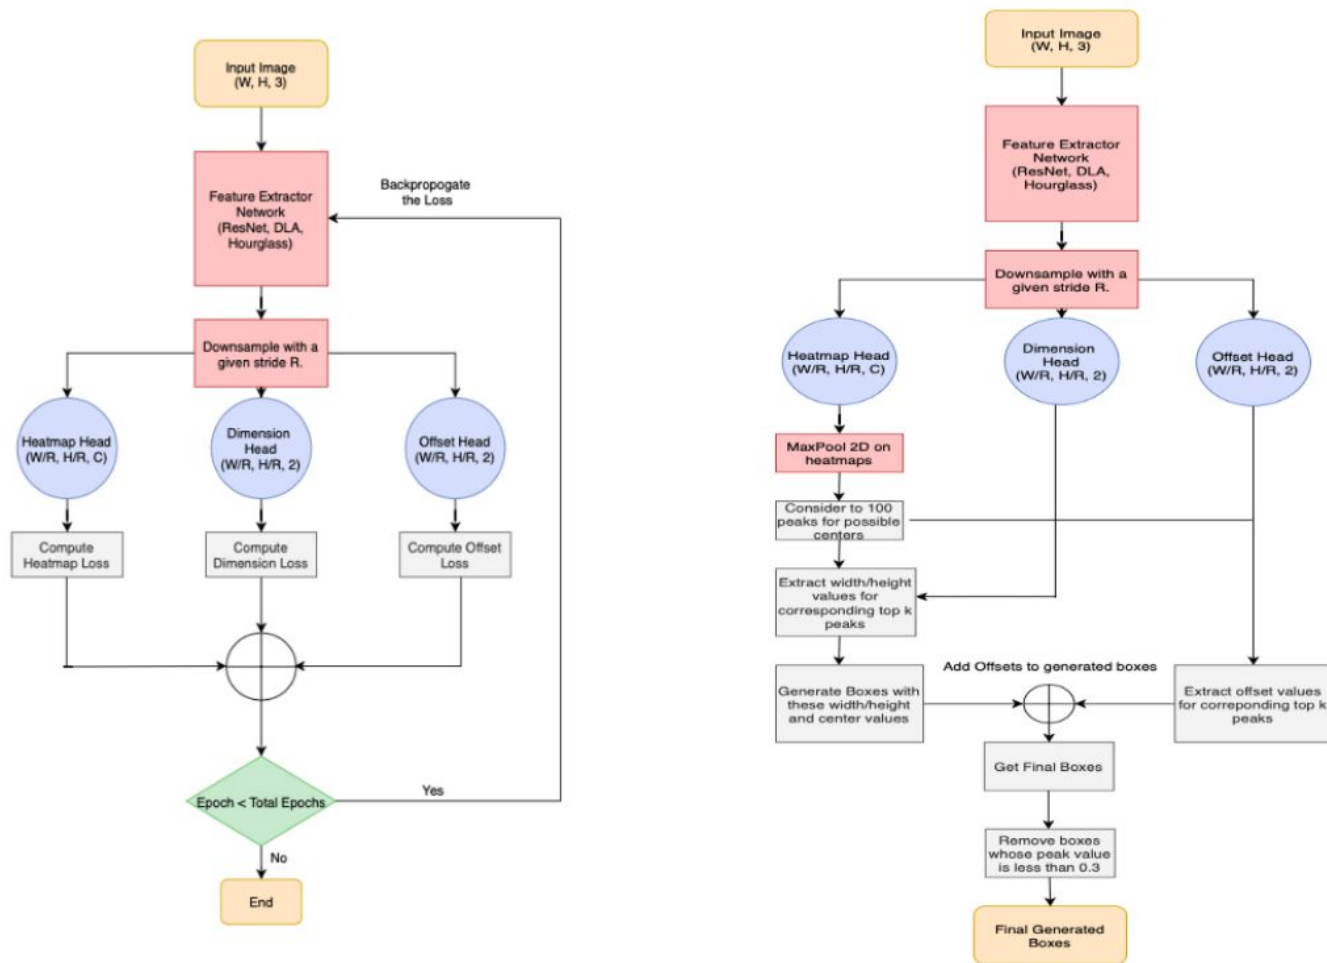 Input Image
(W, H, 3)
Feature Extractor
Network
(ResNet, DLA,
Hourglass)
Backpropogate
the Loss
Downsample with a
given stride R.
Heatmap Head
(W/R, H/R, C)
Dimension
Head
(W/R, H/R, 2)
Offset Head
(W/R, H/R, 2)
Compute
Heatmap Loss
Compute
Dimension Loss
Compute Offset
Loss
Epoch < Total Epochs
Yes
No
End
Input Image
(W, H, 3)
Feature Extractor
Network
(ResNet, DLA,
Hourglass)
Downsample with a
given stride R.
Heatmap Head
(W/R, H/R, C)
Dimension
Head
(W/R, H/R, 2)
Offset Head
(W/R, H/R, 2)
MaxPool 2D on
heatmaps
Consider to 100
peaks for possible
centers
Extract width/height
values for
corresponding top k
peaks
Add Offsets to generated boxes
Generate Boxes with
these width/height
and center values
Extract offset values
for correponding top k
peaks
Get Final Boxes
Remove boxes
whose peak value
is less than 0.3
Final Generated
Boxes